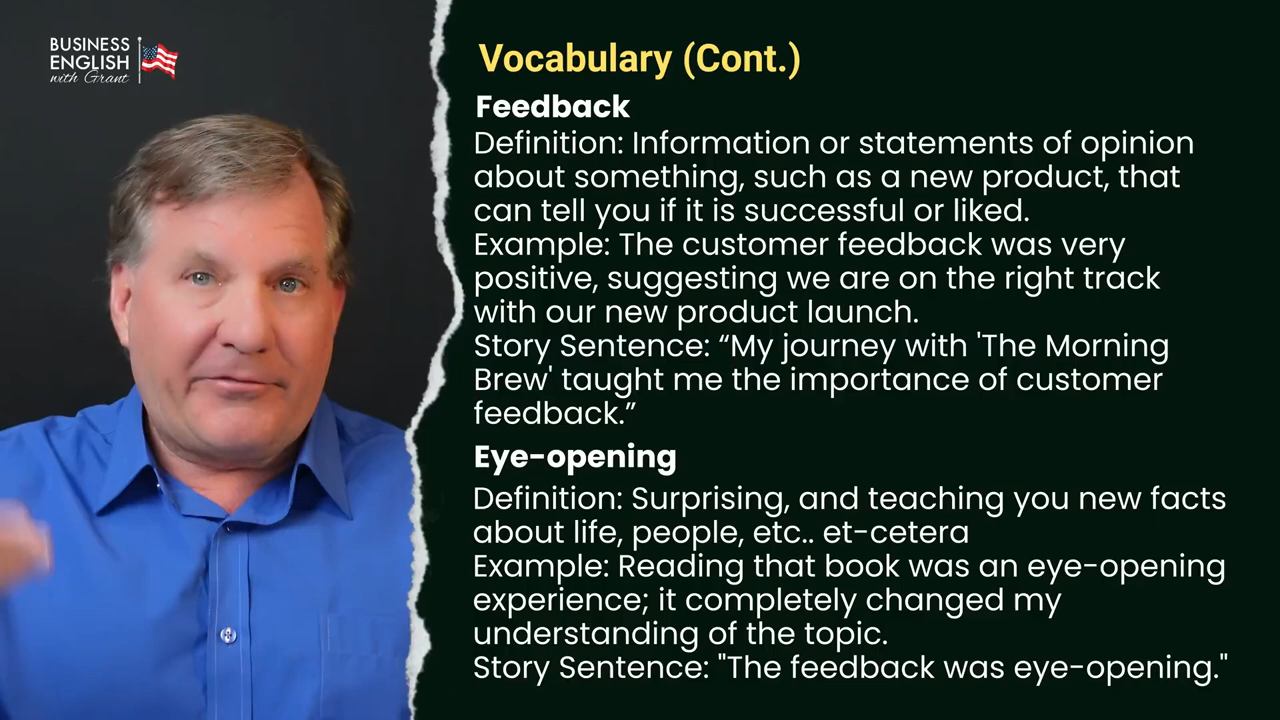 BUSINESS
ENGLISH
with Grant
Vocabulary (Cont.)
Feedback
Definition: Information or statements of opinion
about something, such as a new product, that
can tell you if it is successful or liked.
Example: The customer feedback was very
positive, suggesting we are on the right track
with our new product launch.
Story Sentence: “My journey with 'The Morning
Brew' taught me the importance of customer
feedback.”
Eye-opening
Definition: Surprising, and teaching you new facts
about life, people, etc.. et-cetera
Example: Reading that book was an eye-opening
experience; it completely changed my
understanding of the topic.
Story Sentence: "The feedback was eye-opening."